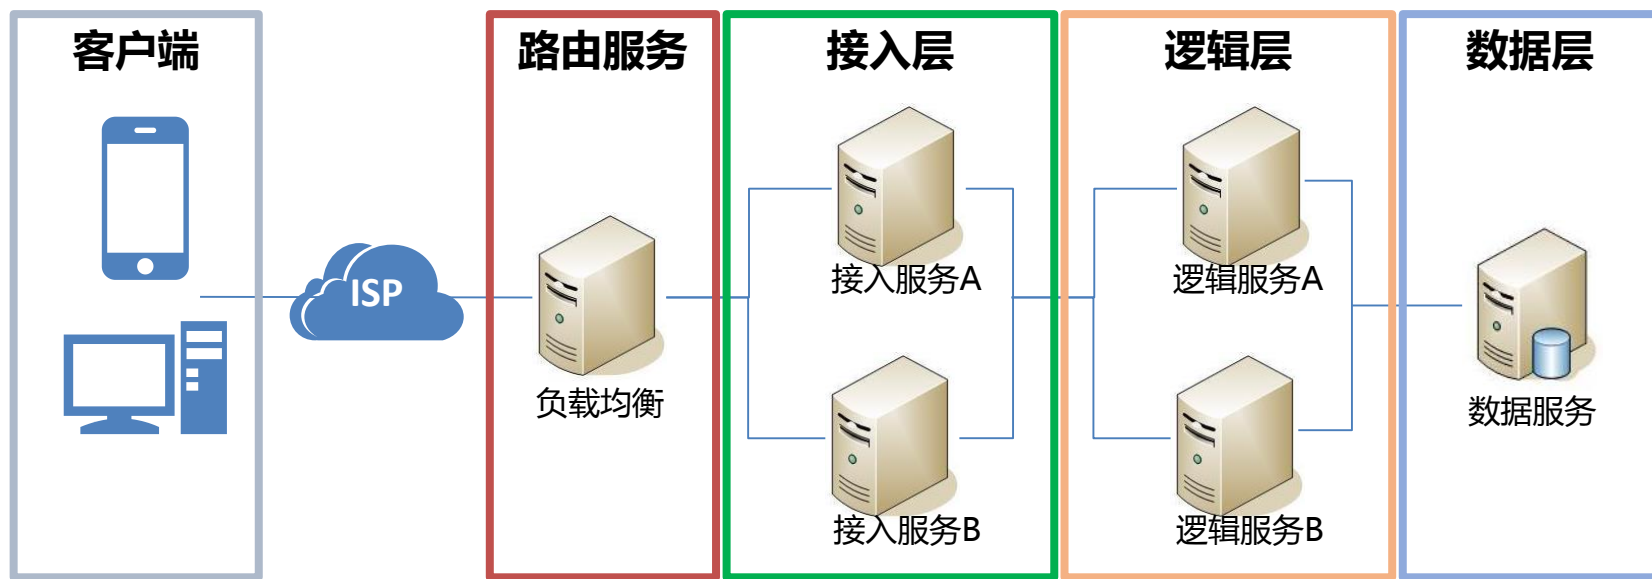 客户端
路由服务
接入层
逻辑层
数据层
ISP
接入服务A
逻辑服务A
负载均衡
数据服务
接入服务B
逻辑服务B